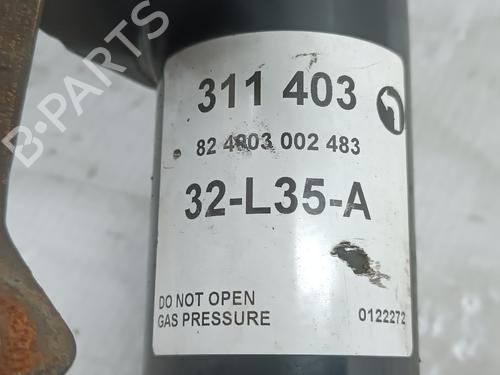 B-PARTS
311 403
82 4803 002 483
32-L35-A
DO NOT OPEN
GAS PRESSURE
0122272